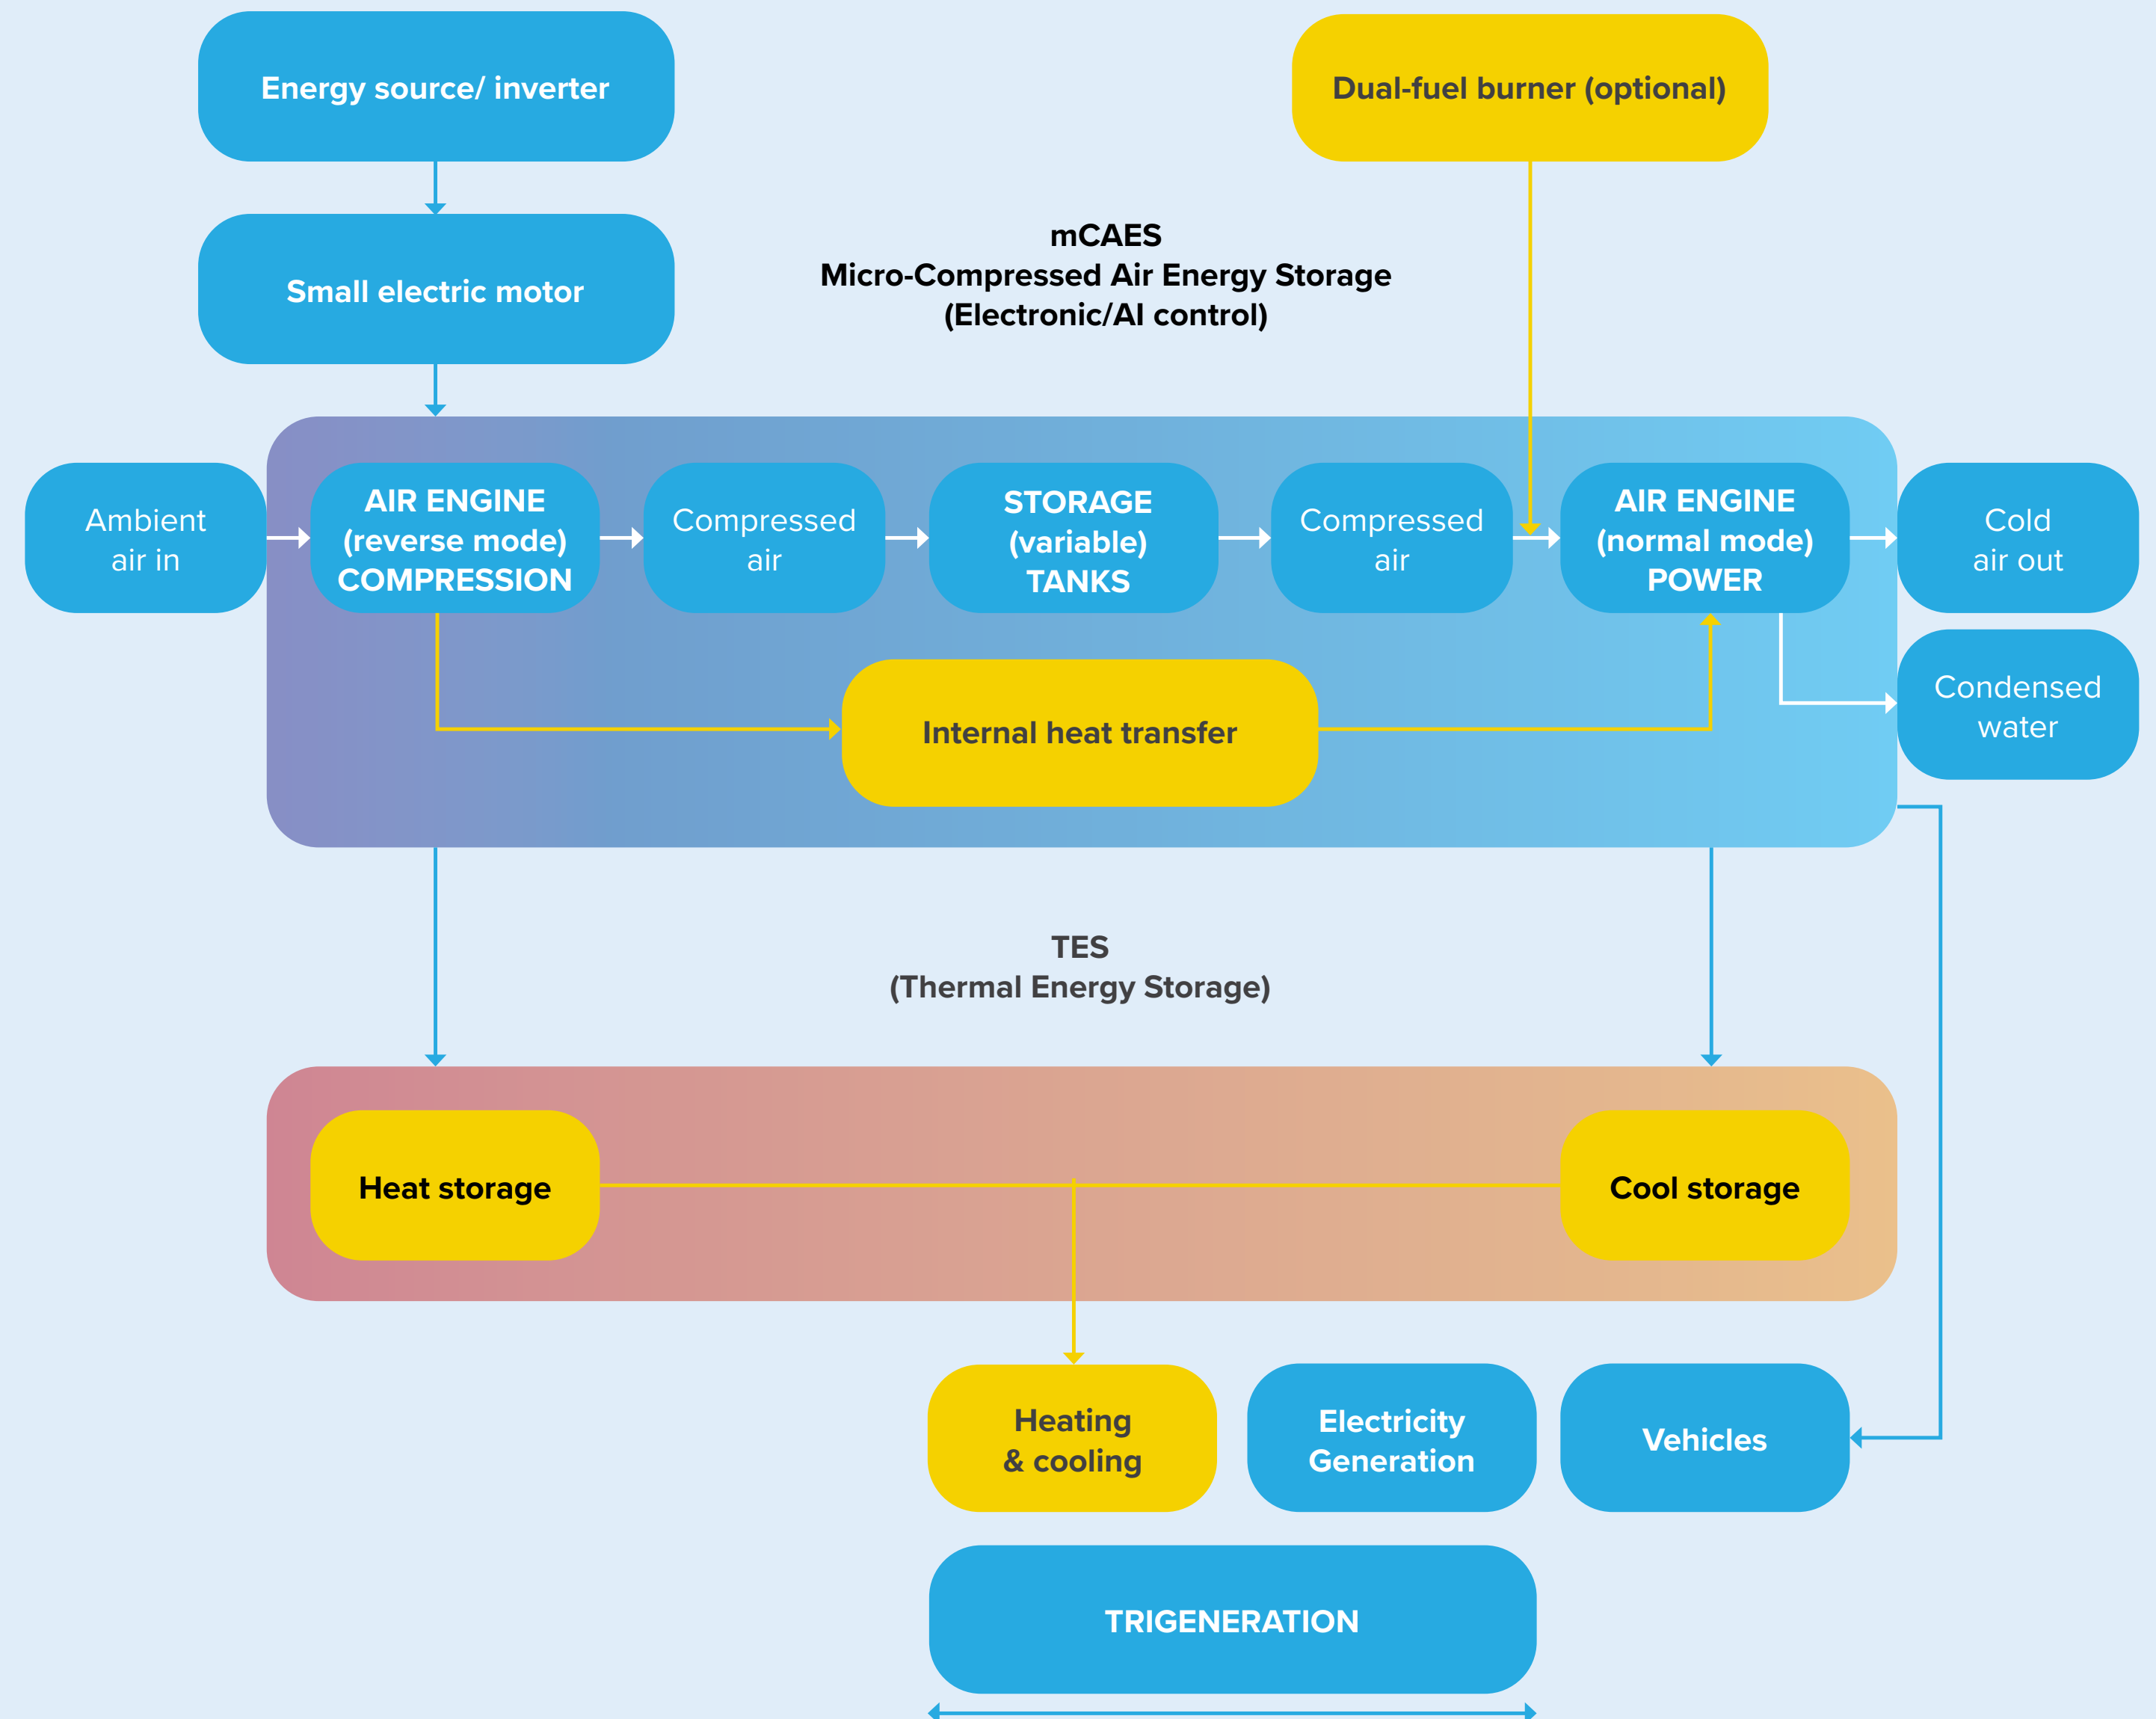 Energy source/ inverter
Dual-fuel burner (optional)
Small electric motor
mCAES
Micro-Compressed Air Energy Storage
(Electronic/AI control)
Ambient
air in
AIR ENGINE
(reverse mode)
COMPRESSION
Compressed
air
STORAGE
(variable)
TANKS
Compressed
air
AIR ENGINE
(normal mode)
POWER
Cold
air out
Condensed
water
Internal heat transfer
TES
(Thermal Energy Storage)
Heat storage
Cool storage
Heating
& cooling
Electricity
Generation
Vehicles
TRIGENERATION